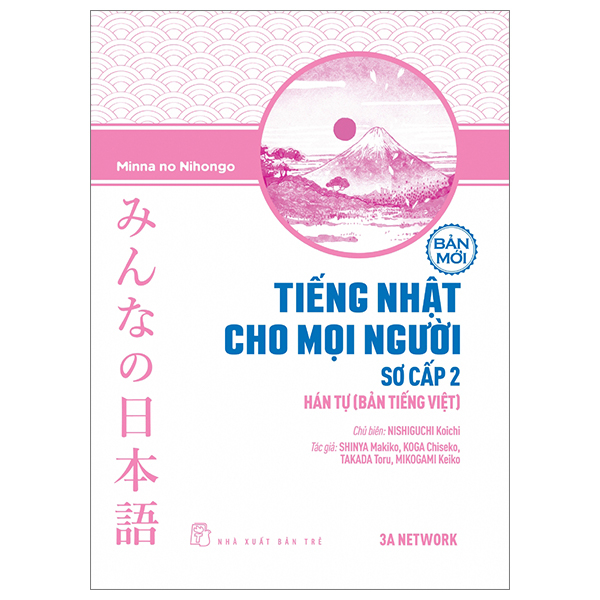 Minna no Nihongo
みんなの日本語
BẢN
MỚI
TIẾNG NHẬT
CHO MỌI NGƯỜI
SƠ CẤP 2
HÁN TỰ (BẢN TIẾNG VIỆT)
Chủ biên: NISHIGUCHI Koichi
Tác giả: SHINYA Makiko, KOGA Chiseko,
TAKADA Toru, MIKOGAMI Keiko
NHÀ XUẤT BẢN TRẺ
3A NETWORK